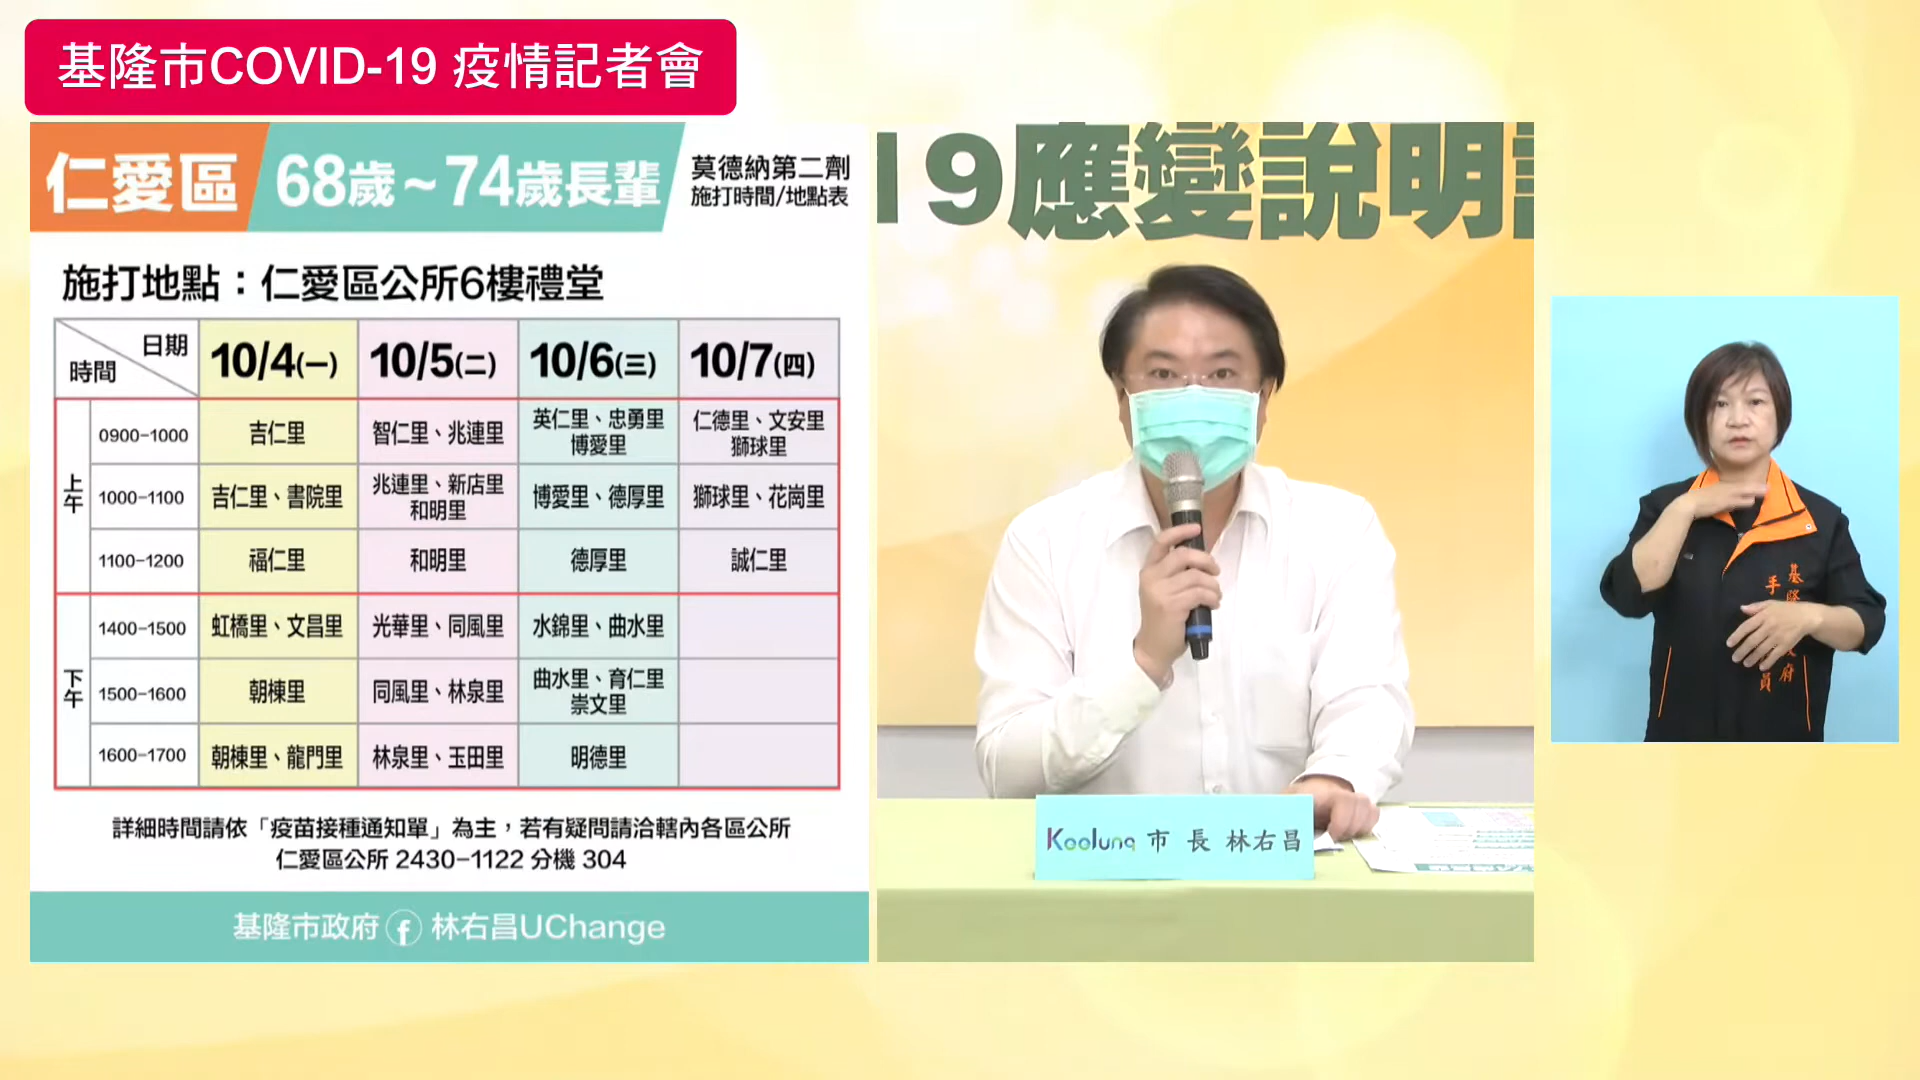 基隆市COVID-19 疫情記者會
仁愛區
68歲~74歲長輩
莫德納第二劑
施打時間/地點表
施打地點：仁愛區公所6樓禮堂
日期
時間
10/4(一)
10/5(二)
10/6(三)
10/7(四)
上午
0900-1000
吉仁里
智仁里、兆連里
英仁里、忠勇里
博愛里
仁德里、文安里
獅球里
1000-1100
吉仁里、書院里
兆連里、新店里
和明里
博愛里、德厚里
獅球里、花崗里
1100-1200
福仁里
和明里
德厚里
誠仁里
下午
1400-1500
虹橋里、文昌里
光華里、同風里
水錦里、曲水里
1500-1600
朝棟里
同風里、林泉里
曲水里、育仁里
崇文里
1600-1700
朝棟里、龍門里
林泉里、玉田里
明德里
詳細時間請依「疫苗接種通知單」為主，若有疑問請洽轄內各區公所
仁愛區公所 2430-1122 分機 304
基隆市政府 f 林右昌UChange
19應變說明
Keelung 市 長 林右昌
基隆
府
手
員